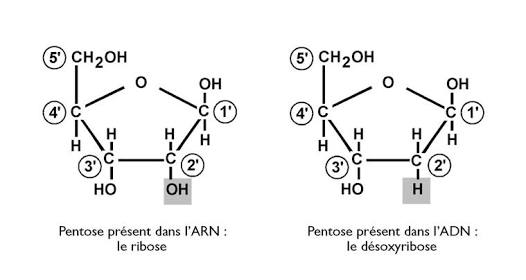 5' CH2OH
O
OH
4' C
C 1'
H
H
H
H
3' C
C 2'
HO
OH
Pentose présent dans l'ARN :
le ribose
5' CH2OH
O
OH
4' C
C 1'
H
H
H
H
3' C
C 2'
HO
H
Pentose présent dans l'ADN :
le désoxyribose